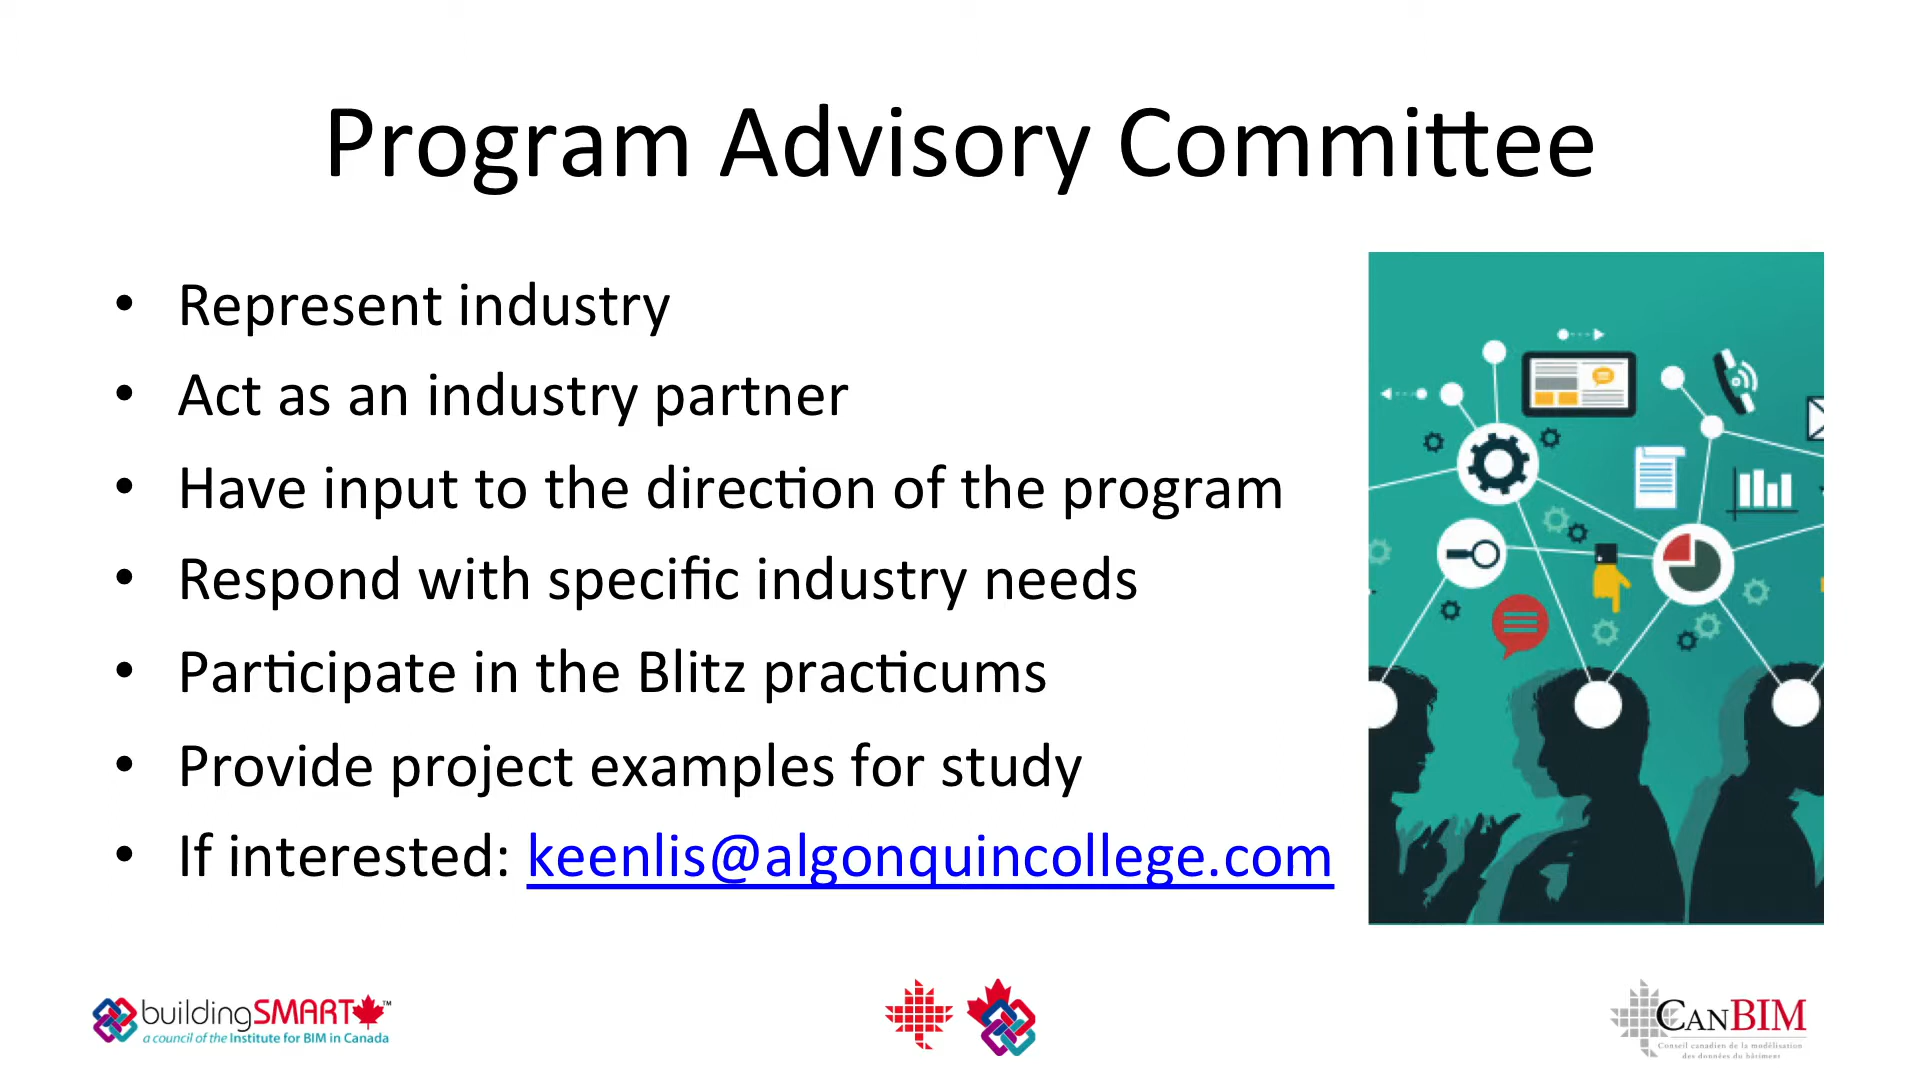 Program Advisory Committee
• Represent industry
• Act as an industry partner
• Have input to the direction of the program
• Respond with specific industry needs
• Participate in the Blitz practicums
• Provide project examples for study
• If interested: keenlis@algonquincollege.com
buildingSMART™
a council of the Institute for BIM in Canada
CANBIM
Conseil canadien de la modélisation
des données du bâtiment